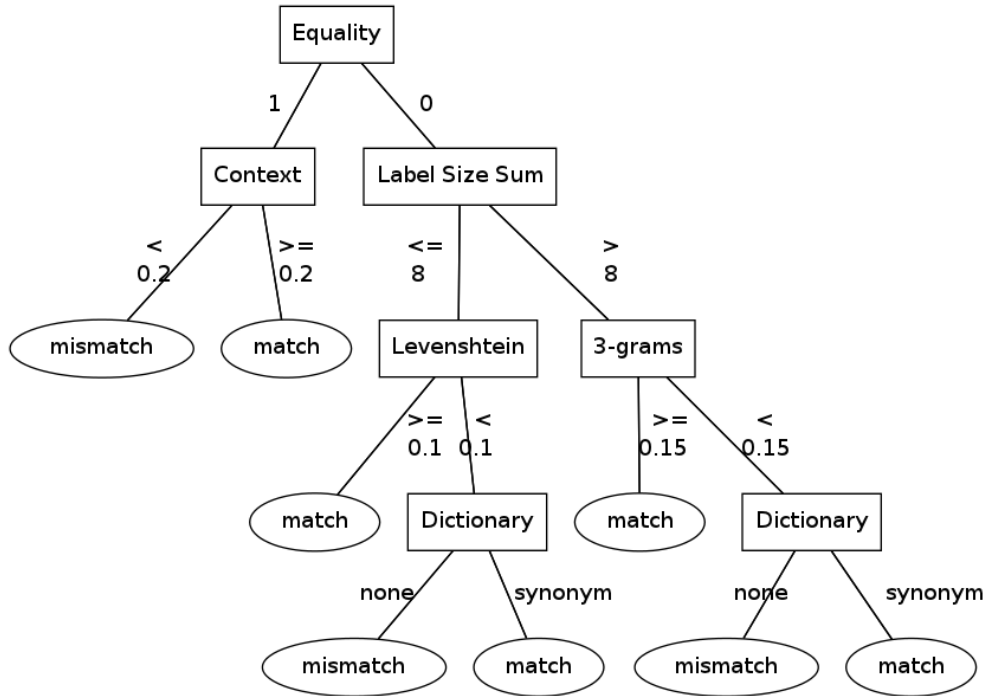 Equality
1
0
Context
Label Size Sum
<
0.2
>=
0.2
<=
8
>
8
mismatch
match
Levenshtein
3-grams
>=
0.1
<
0.1
>=
0.15
<
0.15
match
Dictionary
match
Dictionary
none
synonym
none
synonym
mismatch
match
mismatch
match